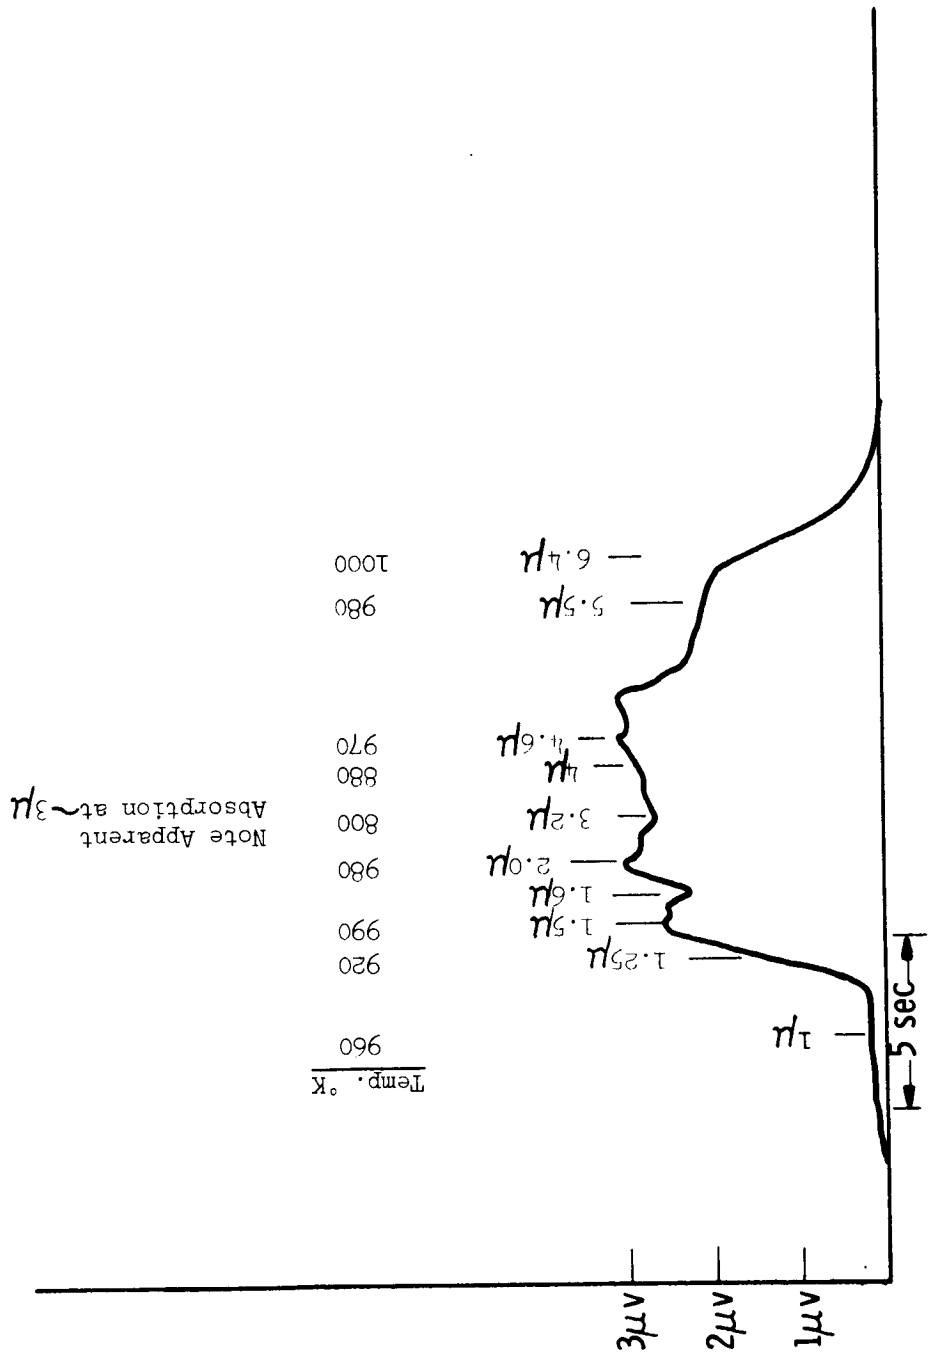 Temp. °K
960
920
990
980
800
880
970
980
1000
Note Apparent
Absorption at ~3μ
1μ
1.25μ
1.5μ
1.6μ
2.0μ
3.2μ
4μ
4.6μ
5.5μ
6.4μ
3μv
2μv
1μv
5 sec